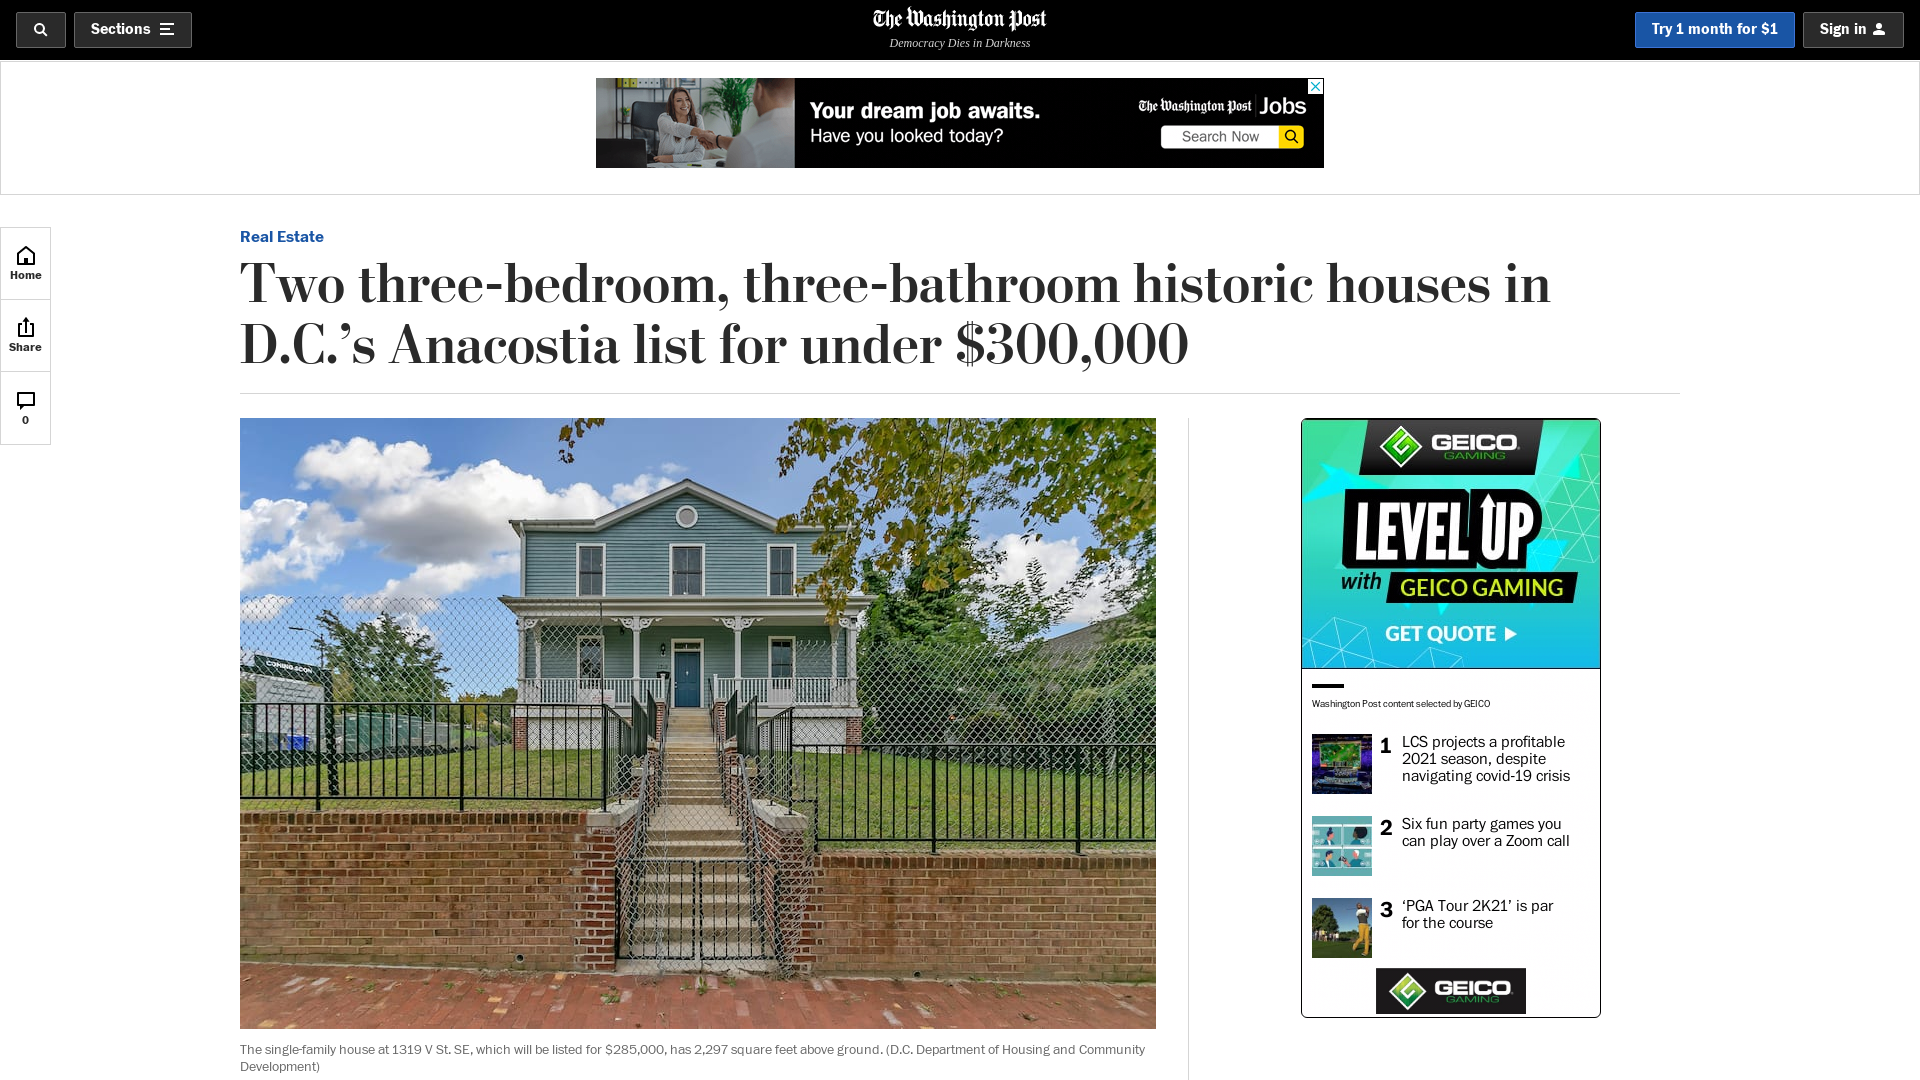 Sections
The Washington Post
Democracy Dies in Darkness
Try 1 month for $1
Sign in
Your dream job awaits.
Have you looked today?
The Washington Post Jobs
Search Now
Home
Share
0
Real Estate
Two three-bedroom, three-bathroom historic houses in
D.C.’s Anacostia list for under $300,000
COMING SOON
The single-family house at 1319 V St. SE, which will be listed for $285,000, has 2,297 square feet above ground. (D.C. Department of Housing and Community
Development)
GEICO
GAMING
LEVEL UP
with GEICO GAMING
GET QUOTE
Washington Post content selected by GEICO
1 LCS projects a profitable
2021 season, despite
navigating covid-19 crisis
2 Six fun party games you
can play over a Zoom call
3 ‘PGA Tour 2K21’ is par
for the course
GEICO
GAMING